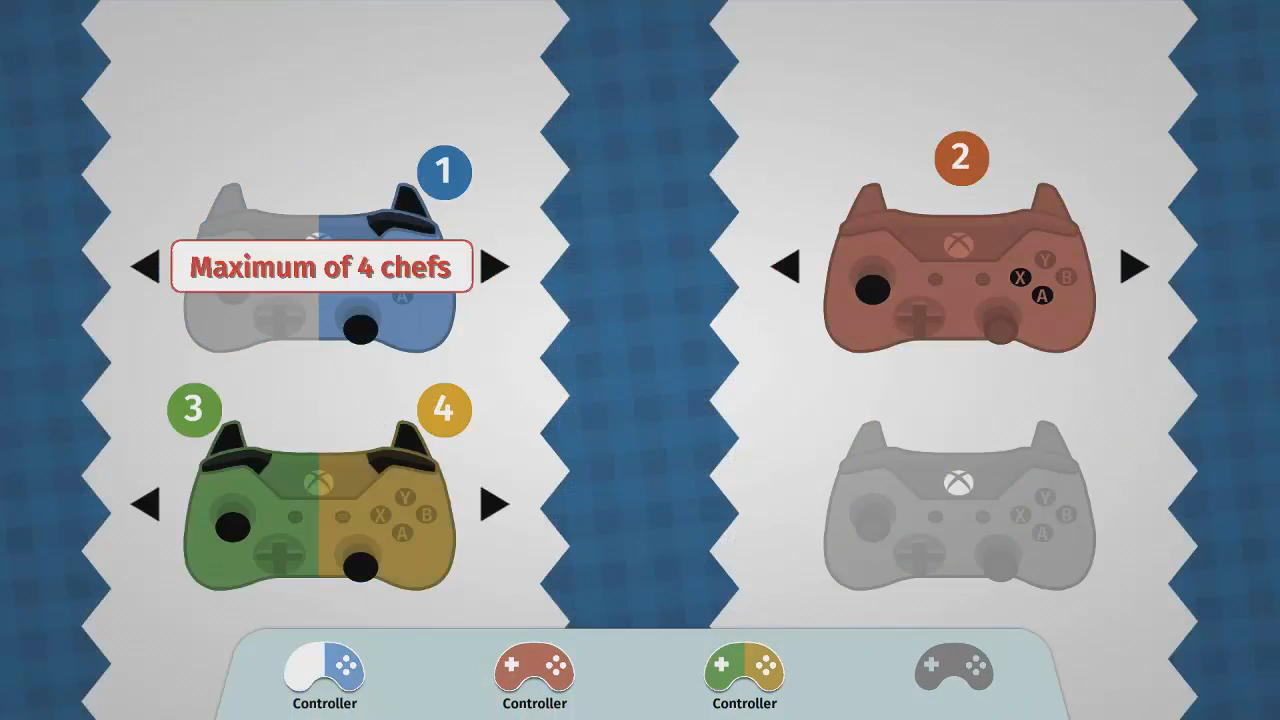 1
2
Maximum of 4 chefs
A
Y
X
B
A
3
4
Y
X
B
A
Y
X
B
A
Controller
Controller
Controller